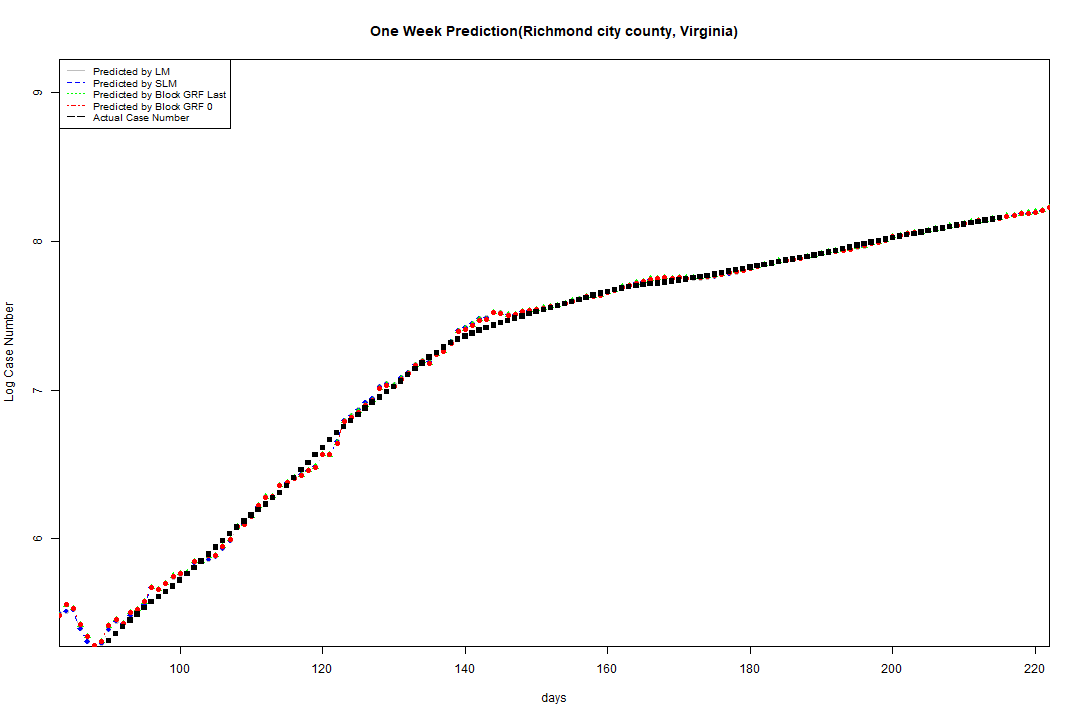 One Week Prediction(Richmond city county, Virginia)
Predicted by LM
Predicted by SLM
Predicted by Block GRF Last
Predicted by Block GRF 0
Actual Case Number
9
8
7
6
Log Case Number
100 120 140 160 180 200 220
days